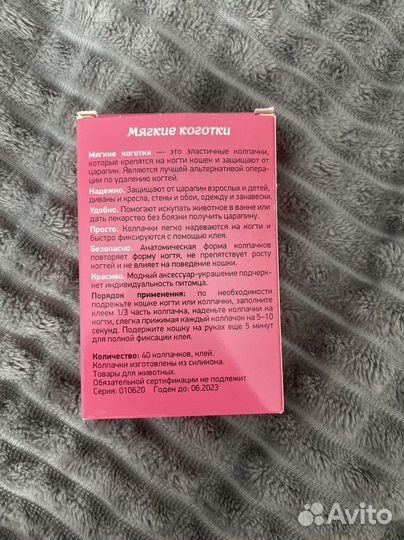 Мягкие коготки
Мягкие коготки — это эластичные колпачки,
которые крепятся на когти кошек и защищают от
царапин. Являются лучшей альтернативой опера-
ции по удалению когтей.
Надежно. Защищают от царапин взрослых и детей,
диваны и кресла, стены и обои, одежду и занавески.
Удобно. Помогают искупать животное в ванне или
дать лекарство без боязни получить царапину.
Просто. Колпачки легко надеваются на когти и
быстро фиксируются с помощью клея.
Безопасно. Анатомическая форма колпачков
повторяет форму когтя, не препятствует росту
когтей и не влияет на поведение кошки.
Красиво. Модный аксессуар-украшение подчерк-
нет индивидуальность питомца.
Порядок применения: по необходимости
подрежьте кошке когти или колпачки, заполните
клеем 1/3 часть колпачка, наденьте колпачки на
когти, слегка прижимая каждый колпачок на 5–10
секунд. Подержите кошку на руках еще 5 минут
для полной фиксации клея.
Количество: 40 колпачков, клей.
Колпачки изготовлены из силикона.
Товары для животных.
Обязательной сертификации не подлежит.
Серия: 010620 Годен до: 06.2023
Avito